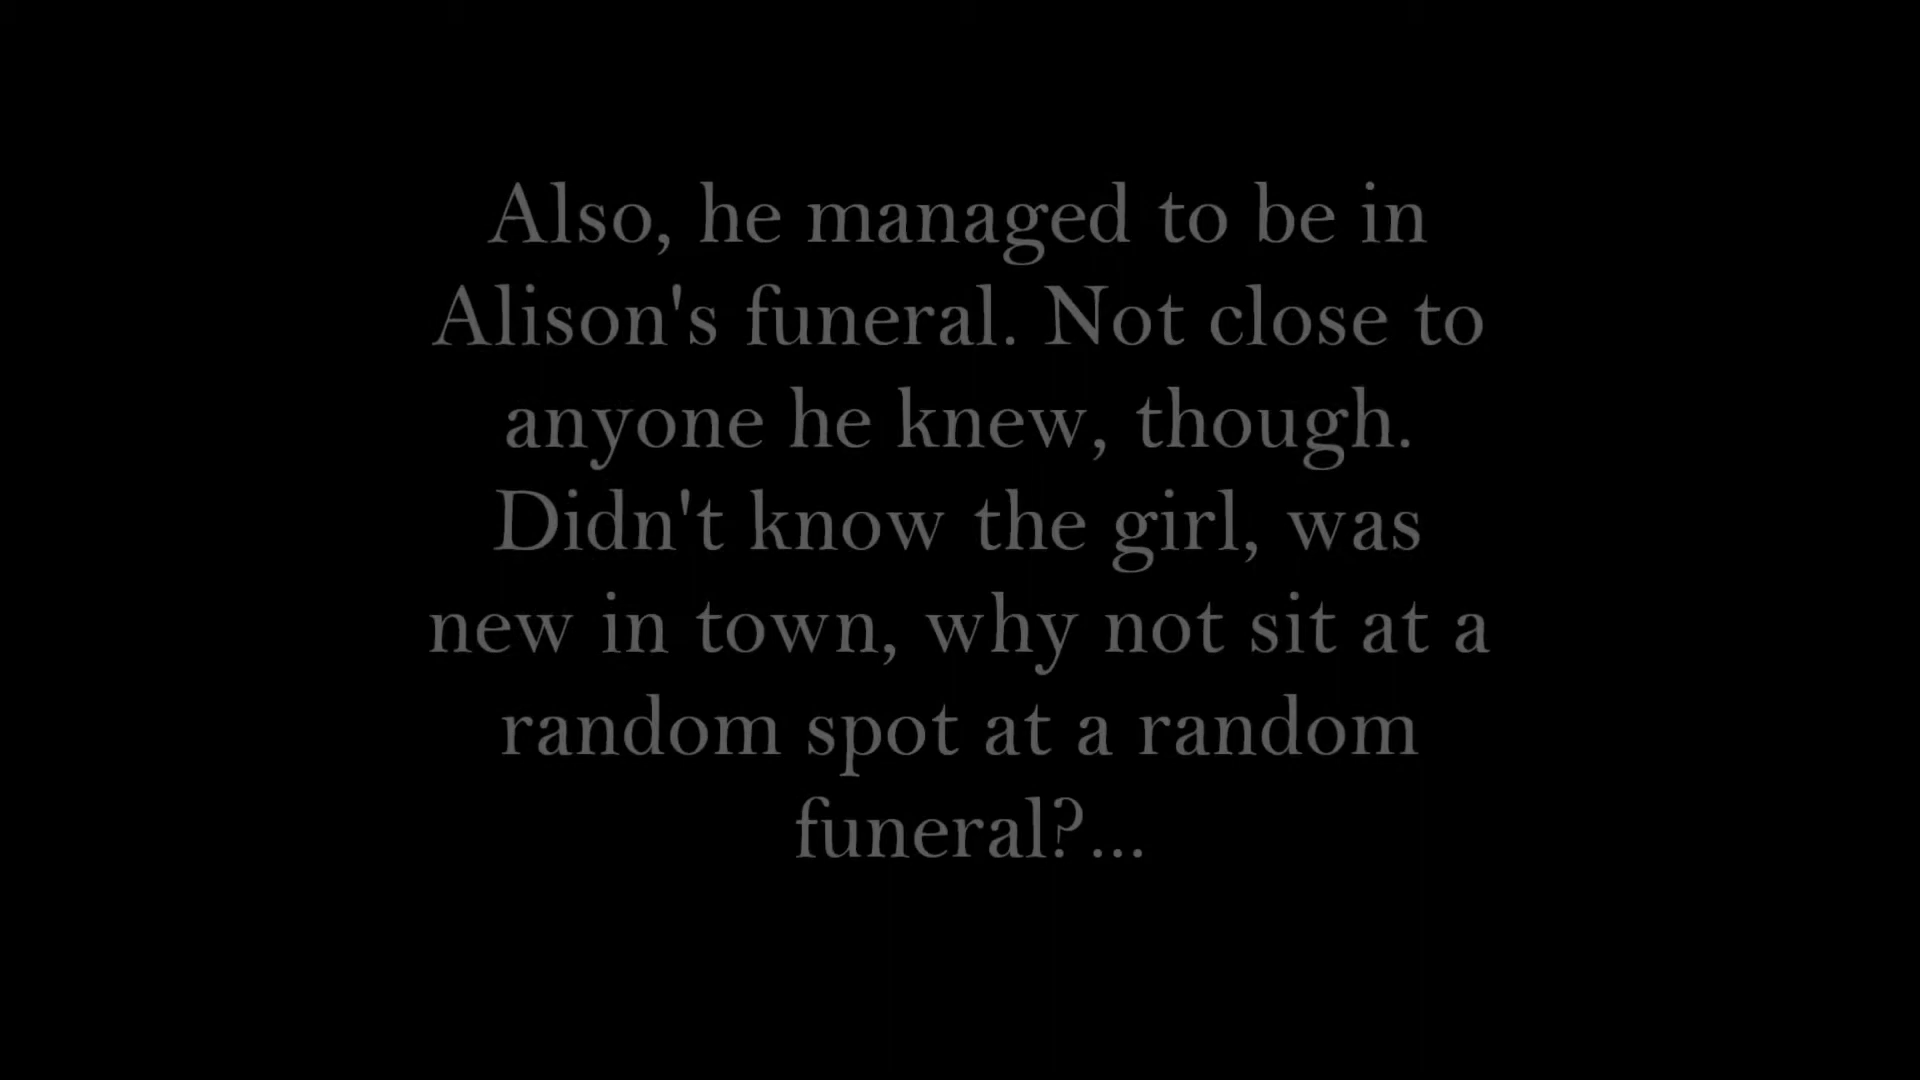 Also, he managed to be in
Alison's funeral. Not close to
anyone he knew, though.
Didn't know the girl, was
new in town, why not sit at a
random spot at a random
funeral?...